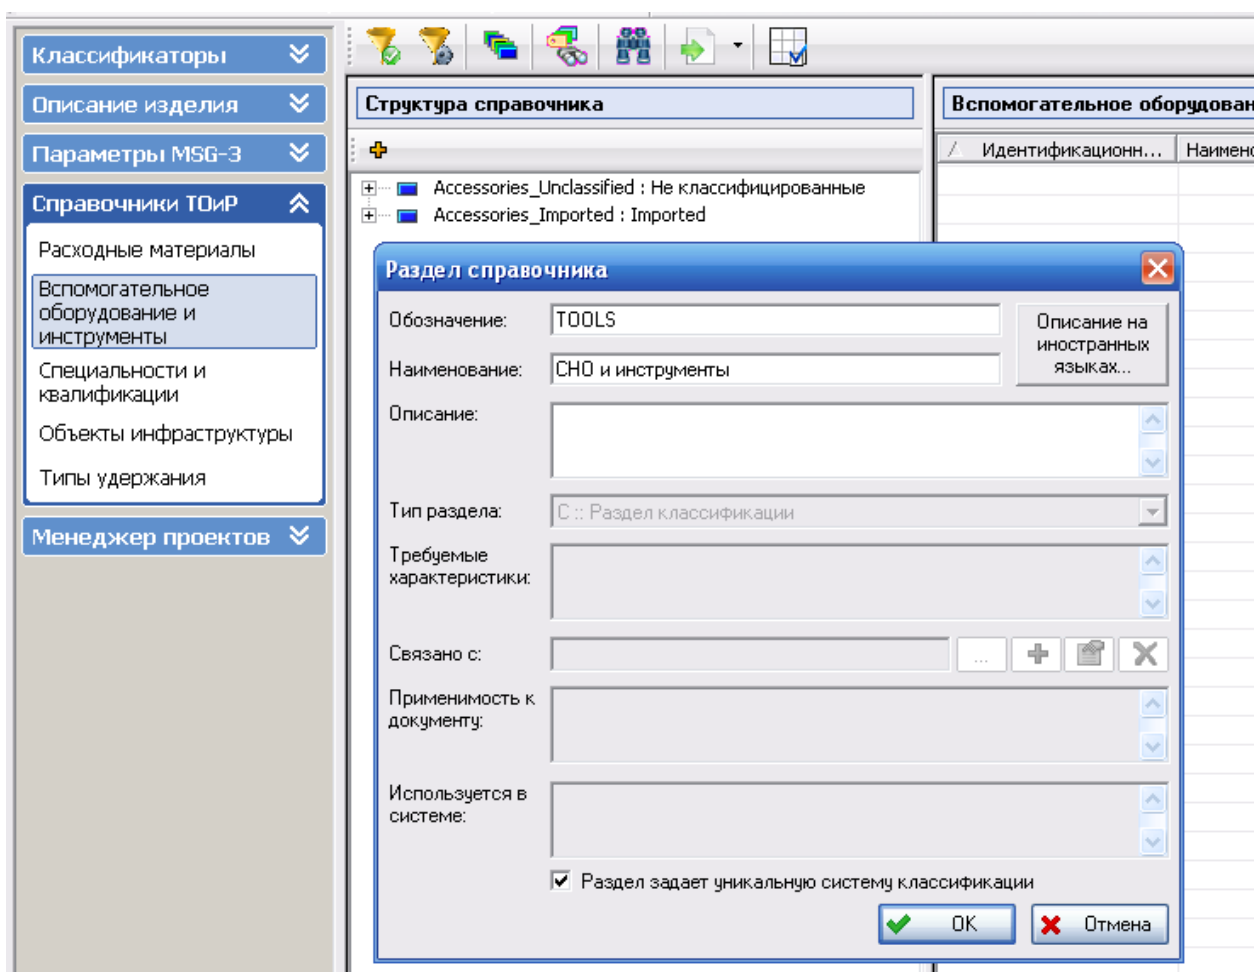 Классификаторы
Описание изделия
Параметры MSG-3
Справочники ТОиР
Расходные материалы
Вспомогательное
оборудование и
инструменты
Специальности и
квалификации
Объекты инфраструктуры
Типы удержания
Менеджер проектов
Структура справочника
Accessories_Unclassified : Не классифицированные
Accessories_Imported : Imported
Вспомогательное оборудован
Идентификационн...
Наимено
Раздел справочника
Обозначение:
TOOLS
Описание на
иностранных
языках...
Наименование:
СНО и инструменты
Описание:
Тип раздела:
C :: Раздел классификации
Требуемые
характеристики:
Связано с:
...
Применимость к
документу:
Используется в
системе:
Раздел задает уникальную систему классификации
OK
Отмена